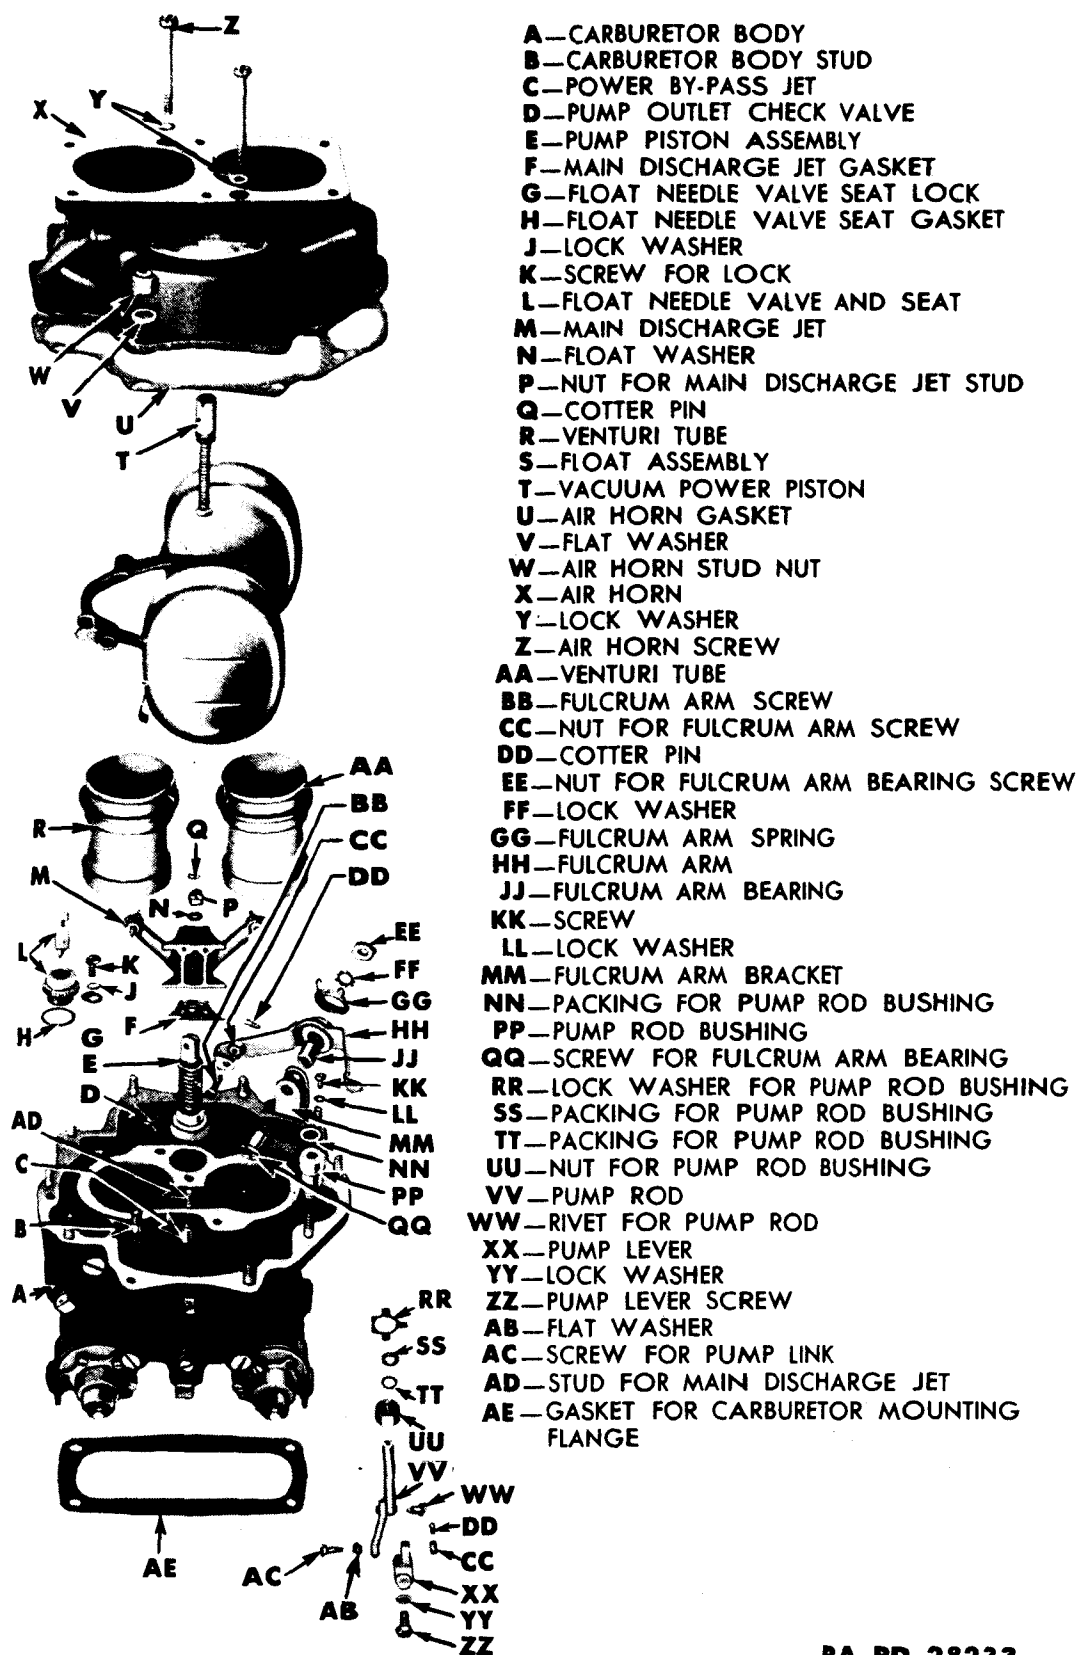 A—CARBURETOR BODY
B—CARBURETOR BODY STUD
C—POWER BY-PASS JET
D—PUMP OUTLET CHECK VALVE
E—PUMP PISTON ASSEMBLY
F—MAIN DISCHARGE JET GASKET
G—FLOAT NEEDLE VALVE SEAT LOCK
H—FLOAT NEEDLE VALVE SEAT GASKET
J—LOCK WASHER
K—SCREW FOR LOCK
L—FLOAT NEEDLE VALVE AND SEAT
M—MAIN DISCHARGE JET
N—FLOAT WASHER
P—NUT FOR MAIN DISCHARGE JET STUD
Q—COTTER PIN
R—VENTURI TUBE
S—FLOAT ASSEMBLY
T—VACUUM POWER PISTON
U—AIR HORN GASKET
V—FLAT WASHER
W—AIR HORN STUD NUT
X—AIR HORN
Y—LOCK WASHER
Z—AIR HORN SCREW
AA—VENTURI TUBE
BB—FULCRUM ARM SCREW
CC—NUT FOR FULCRUM ARM SCREW
DD—COTTER PIN
EE—NUT FOR FULCRUM ARM BEARING SCREW
FF—LOCK WASHER
GG—FULCRUM ARM SPRING
HH—FULCRUM ARM
JJ—FULCRUM ARM BEARING
KK—SCREW
LL—LOCK WASHER
MM—FULCRUM ARM BRACKET
NN—PACKING FOR PUMP ROD BUSHING
PP—PUMP ROD BUSHING
QQ—SCREW FOR FULCRUM ARM BEARING
RR—LOCK WASHER FOR PUMP ROD BUSHING
SS—PACKING FOR PUMP ROD BUSHING
TT—PACKING FOR PUMP ROD BUSHING
UU—NUT FOR PUMP ROD BUSHING
VV—PUMP ROD
WW—RIVET FOR PUMP ROD
XX—PUMP LEVER
YY—LOCK WASHER
ZZ—PUMP LEVER SCREW
AB—FLAT WASHER
AC—SCREW FOR PUMP LINK
AD—STUD FOR MAIN DISCHARGE JET
AE—GASKET FOR CARBURETOR MOUNTING
FLANGE
Z
Y
X
W
V
U
T
AA
BB
R
Q
CC
M
DD
N
P
EE
L
K
FF
J
GG
H
G
F
HH
E
JJ
KK
D
LL
AD
MM
C
NN
PP
B
QQ
A
RR
SS
TT
UU
VV
WW
DD
AE
CC
AC
AB
XX
YY
ZZ
RA PD 28233